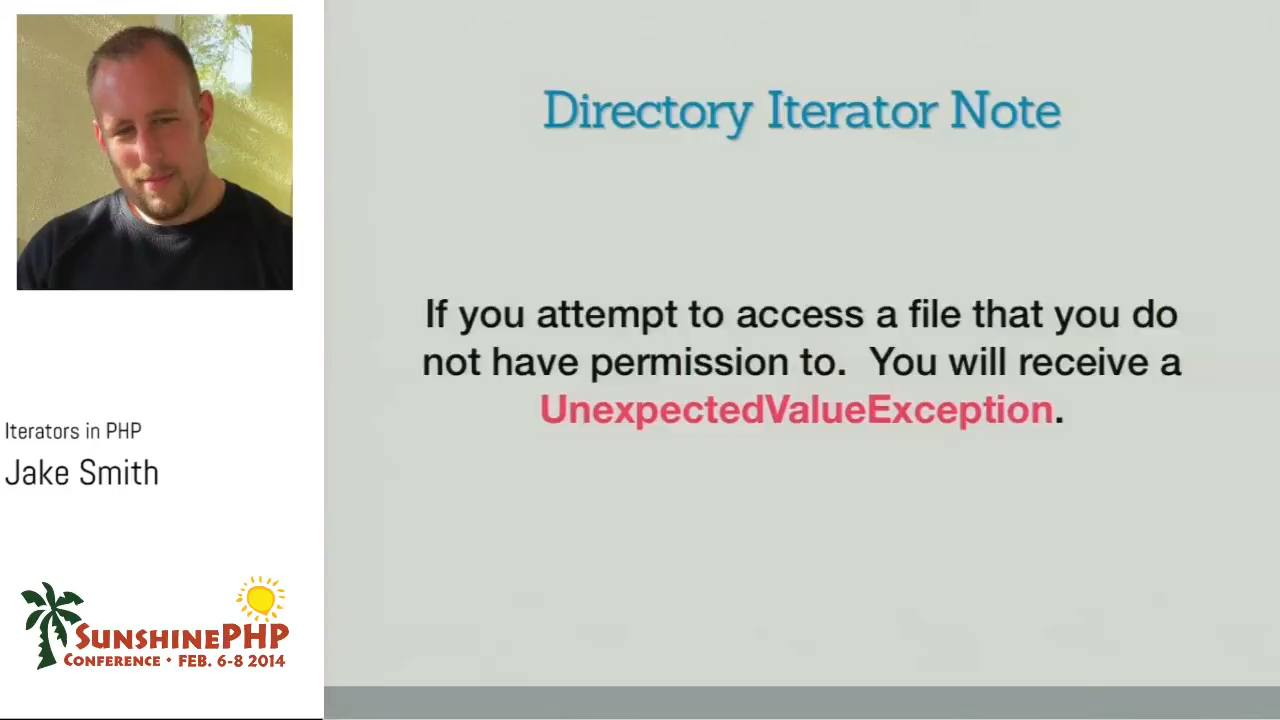 Directory Iterator Note
If you attempt to access a file that you do
not have permission to.  You will receive a
UnexpectedValueException.
Iterators in PHP
Jake Smith
SUNSHINEPHP
CONFERENCE • FEB. 6-8 2014